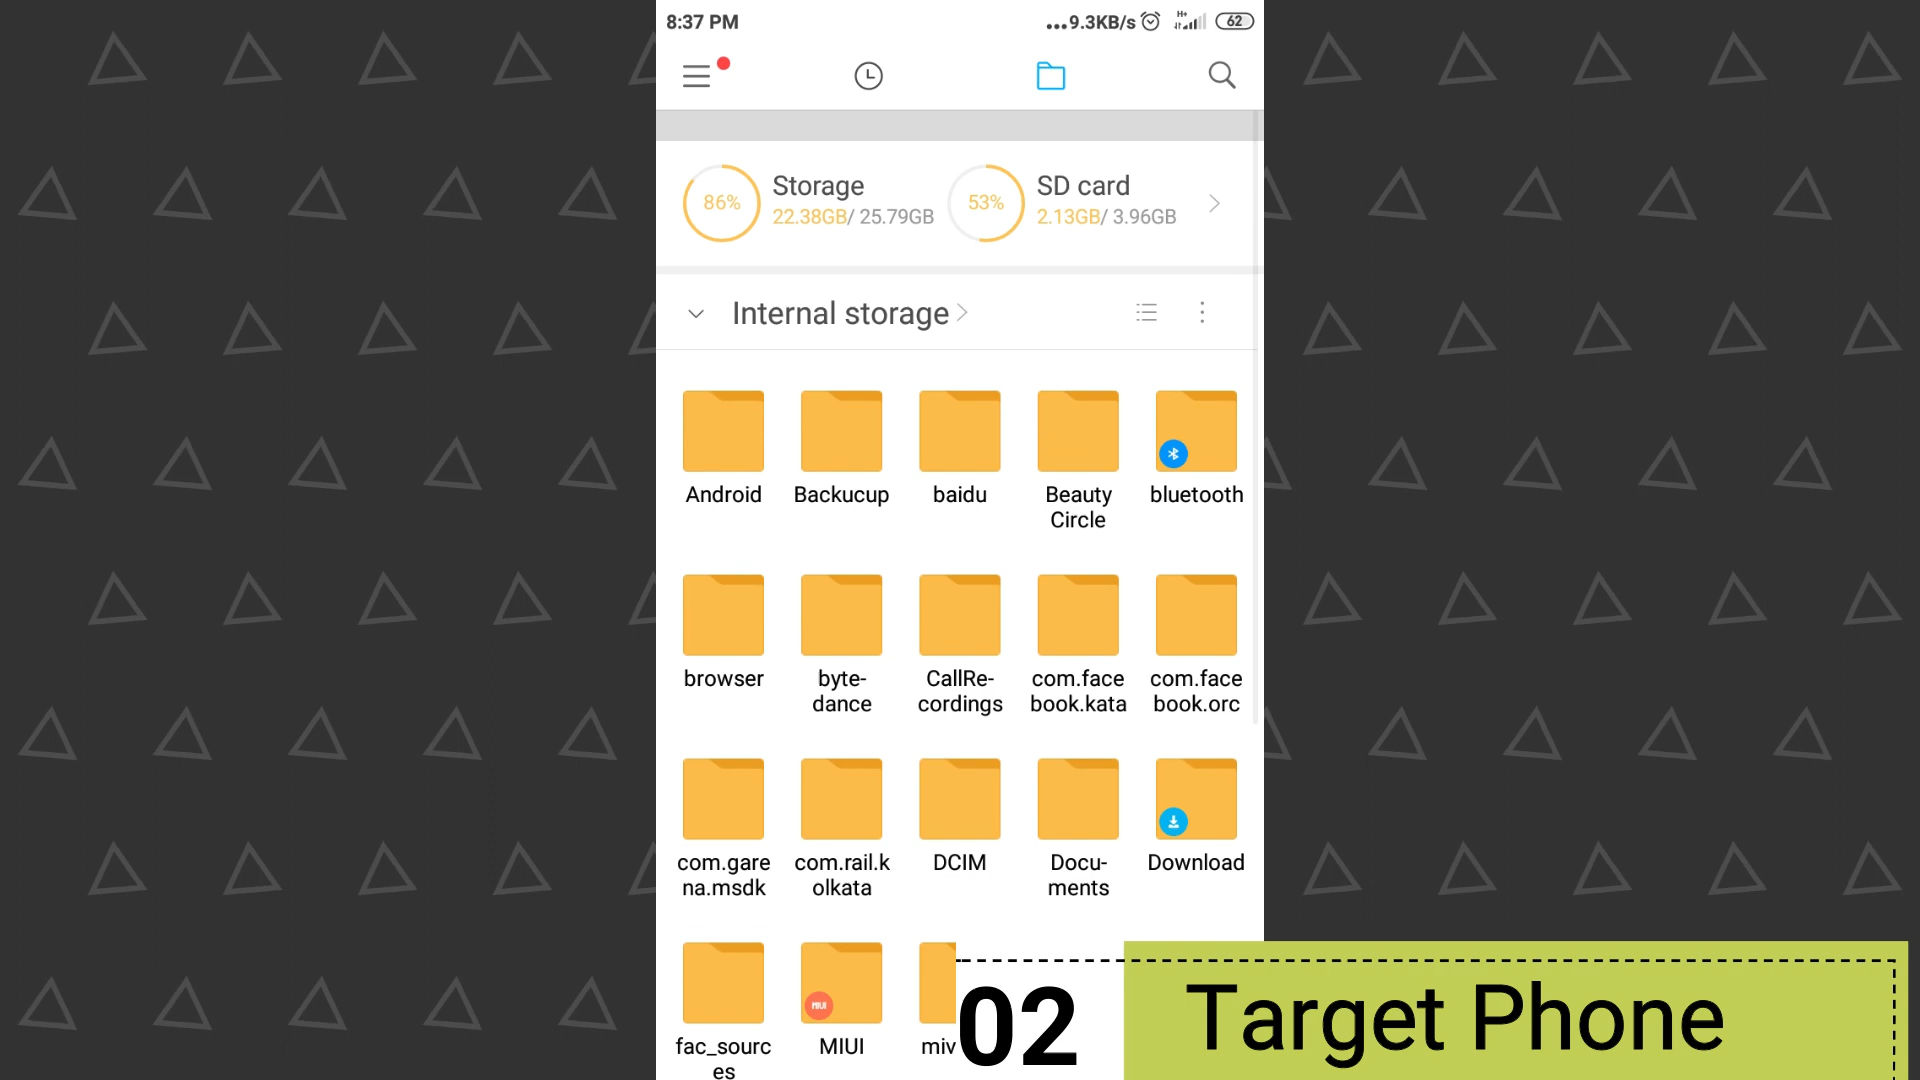 8:37 PM
...9.3KB/s H+ 62
86% Storage 53% SD card
22.38GB/ 25.79GB 2.13GB/ 3.96GB
Internal storage
Android Backucup baidu Beauty bluetooth
Circle
browser byte- CallRe- com.face com.face
dance cordings book.kata book.orc
com.gare com.rail.k DCIM Docu- Download
na.msdk olkata ments
MIUI
fac_sourc MIUI miv
es
02 Target Phone